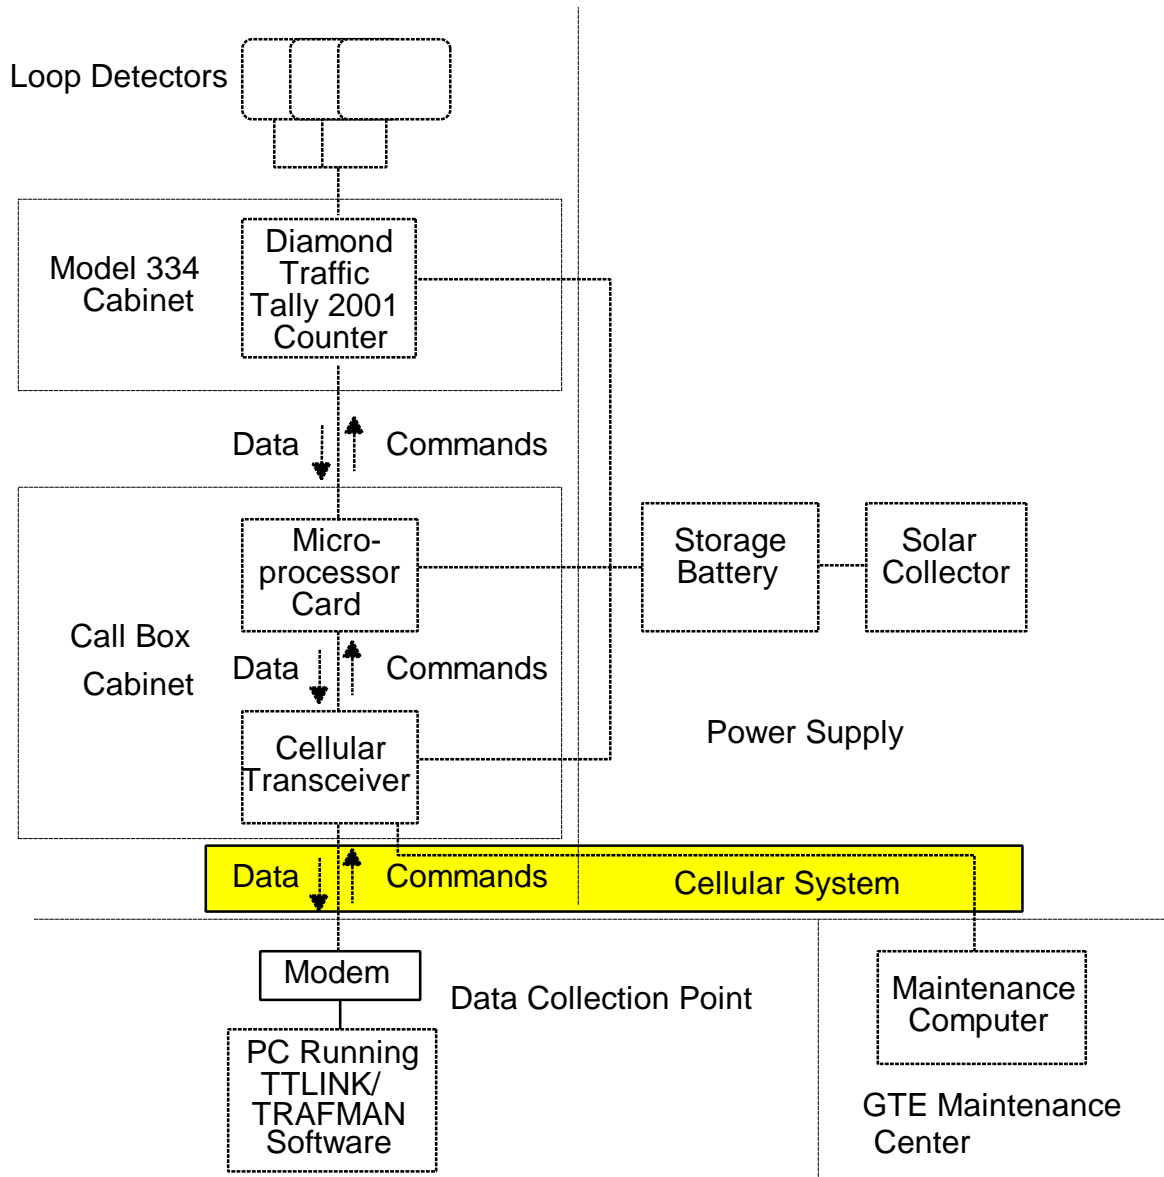 Loop Detectors
Diamond
Traffic
Tally 2001
Counter
Model 334
Cabinet
Data
Commands
Micro-
processor
Card
Storage
Battery
Solar
Collector
Call Box
Cabinet
Data
Commands
Cellular
Transceiver
Power Supply
Data
Commands
Cellular System
Modem
Data Collection Point
Maintenance
Computer
PC Running
TTLINK/
TRAFMAN
Software
GTE Maintenance
Center